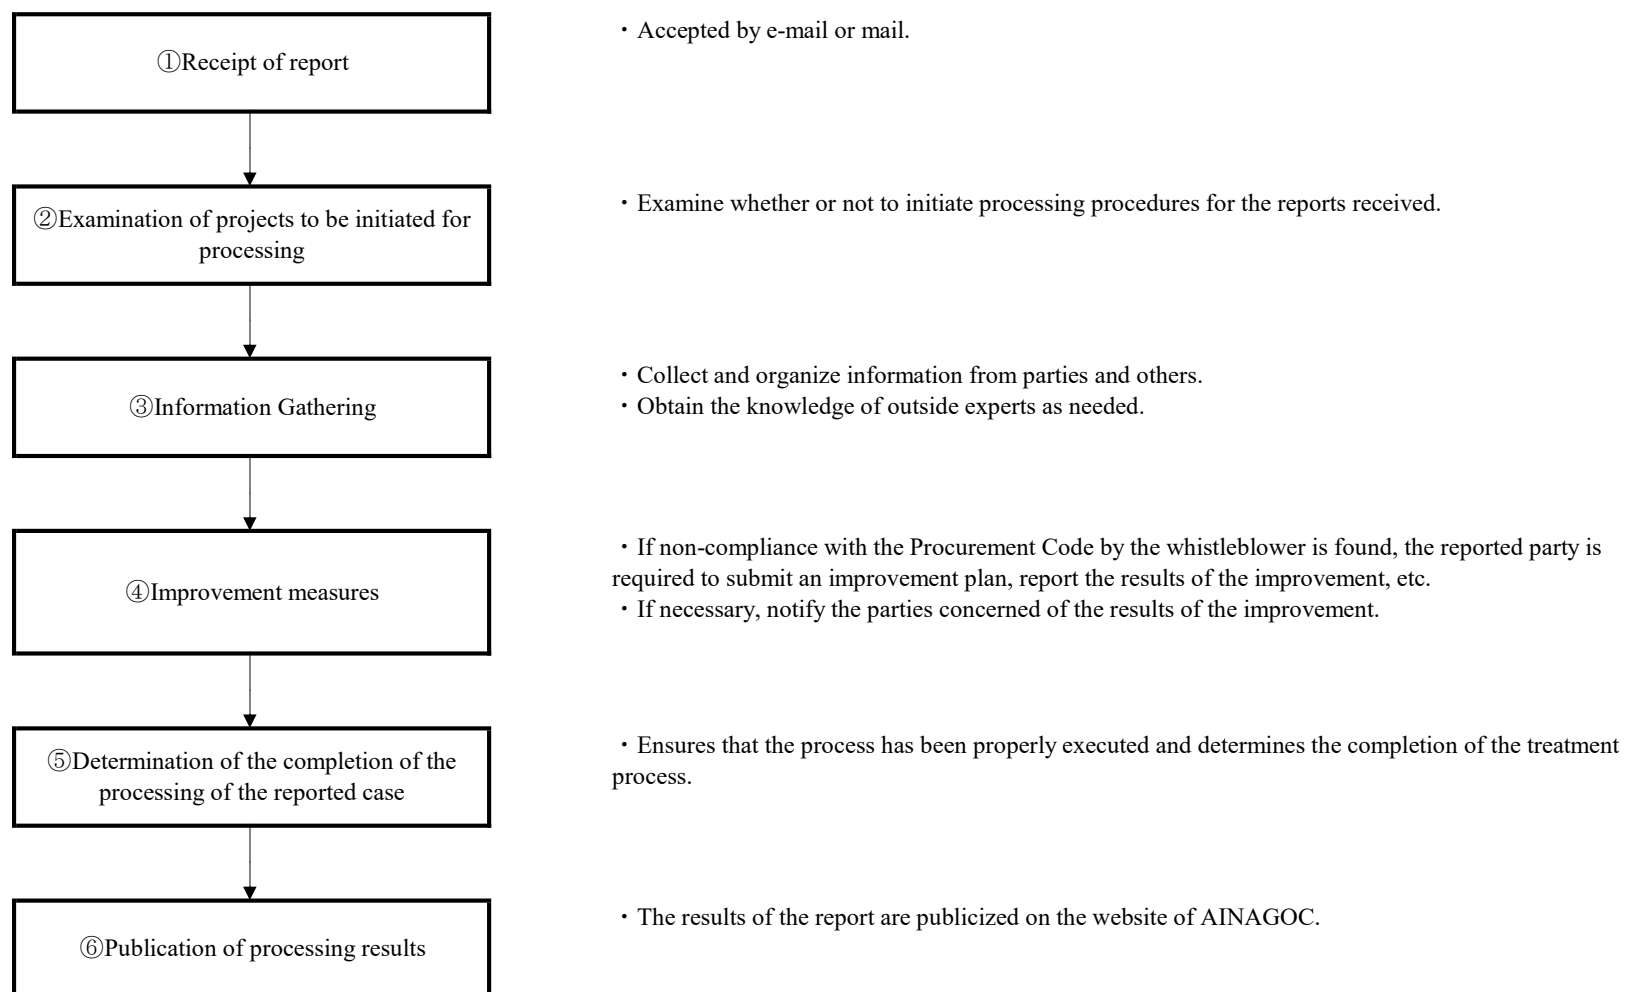 ①Receipt of report
・Accepted by e-mail or mail.
②Examination of projects to be initiated for
processing
・Examine whether or not to initiate processing procedures for the reports received.
③Information Gathering
・Collect and organize information from parties and others.
・Obtain the knowledge of outside experts as needed.
④Improvement measures
・If non-compliance with the Procurement Code by the whistleblower is found, the reported party is
required to submit an improvement plan, report the results of the improvement, etc.
・If necessary, notify the parties concerned of the results of the improvement.
⑤Determination of the completion of the
processing of the reported case
・Ensures that the process has been properly executed and determines the completion of the treatment
process.
⑥Publication of processing results
・The results of the report are publicized on the website of AINAGOC.